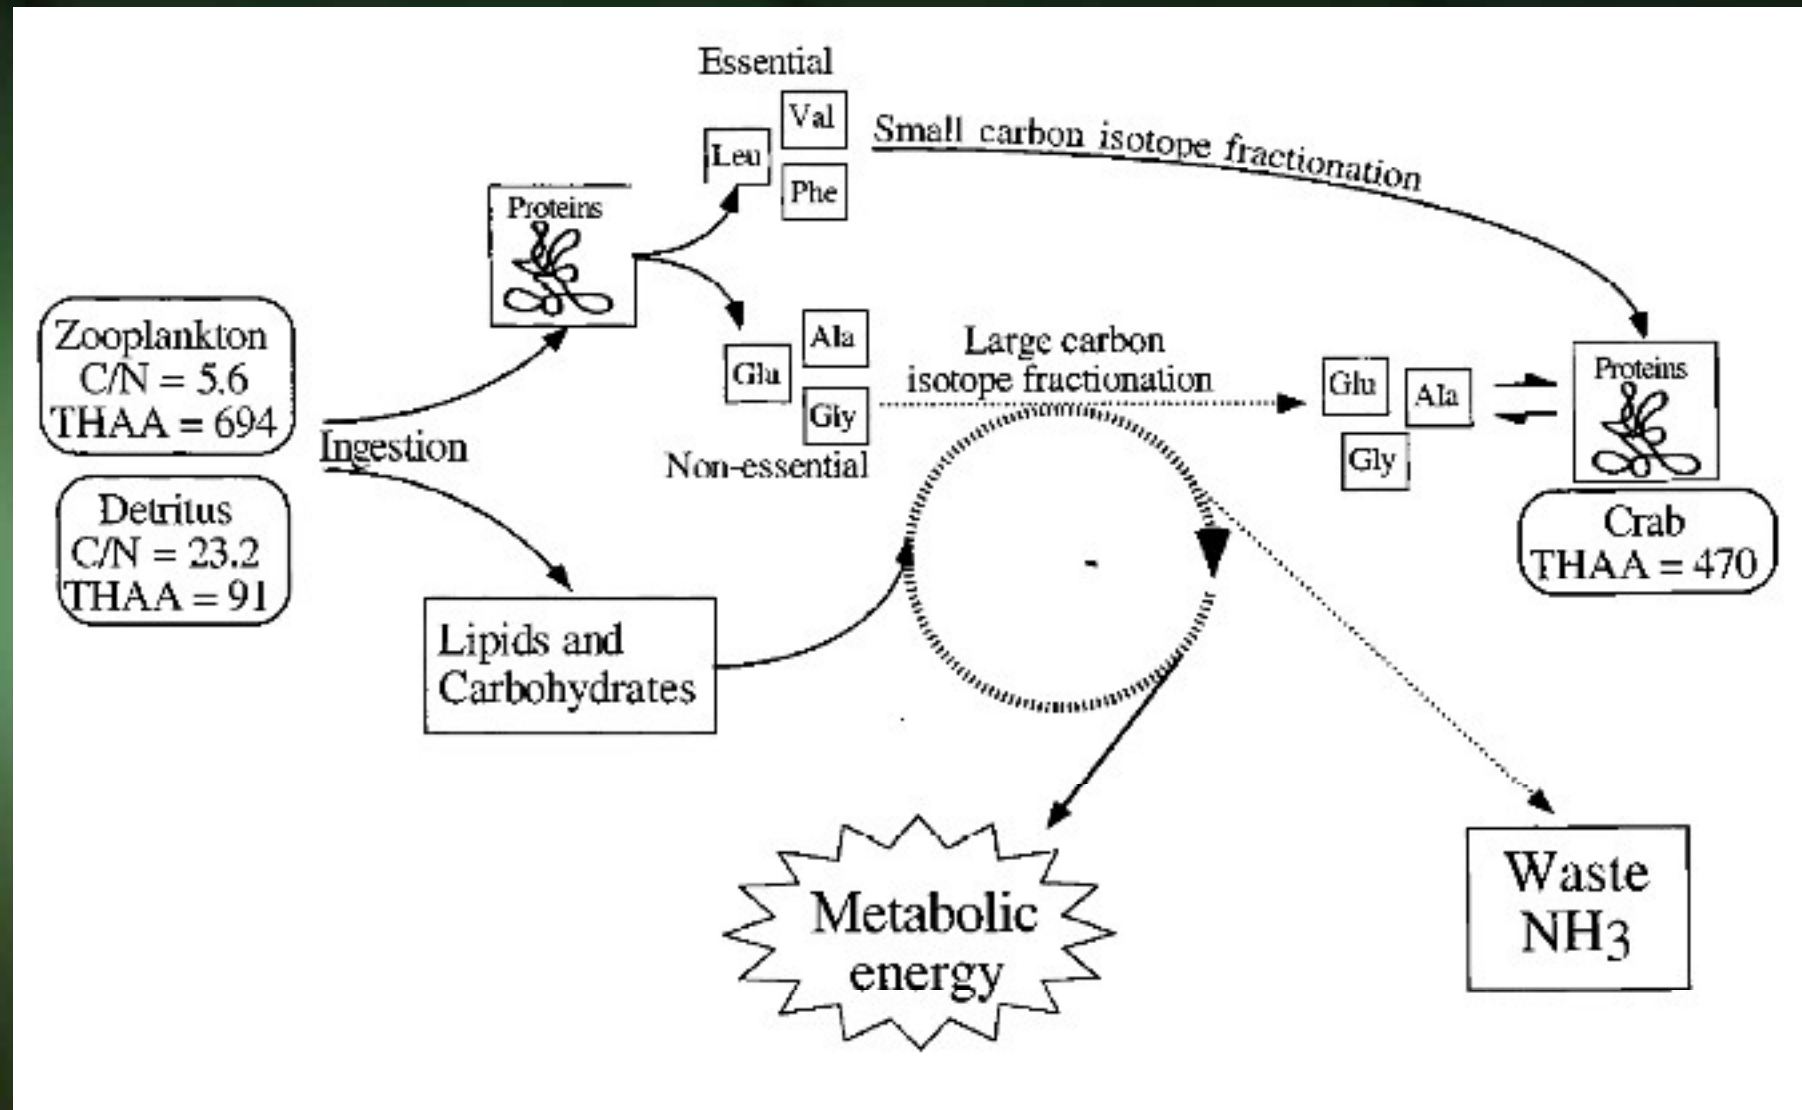 Essential
Val
Leu
Phe
Small carbon isotope fractionation
Proteins
Zooplankton
C/N = 5.6
THAA = 694
Ingestion
Detritus
C/N = 23.2
THAA = 91
Ala
Glu
Gly
Non-essential
Large carbon
isotope fractionation
Glu
Ala
Gly
Proteins
Crab
THAA = 470
Lipids and
Carbohydrates
Metabolic
energy
Waste
NH3